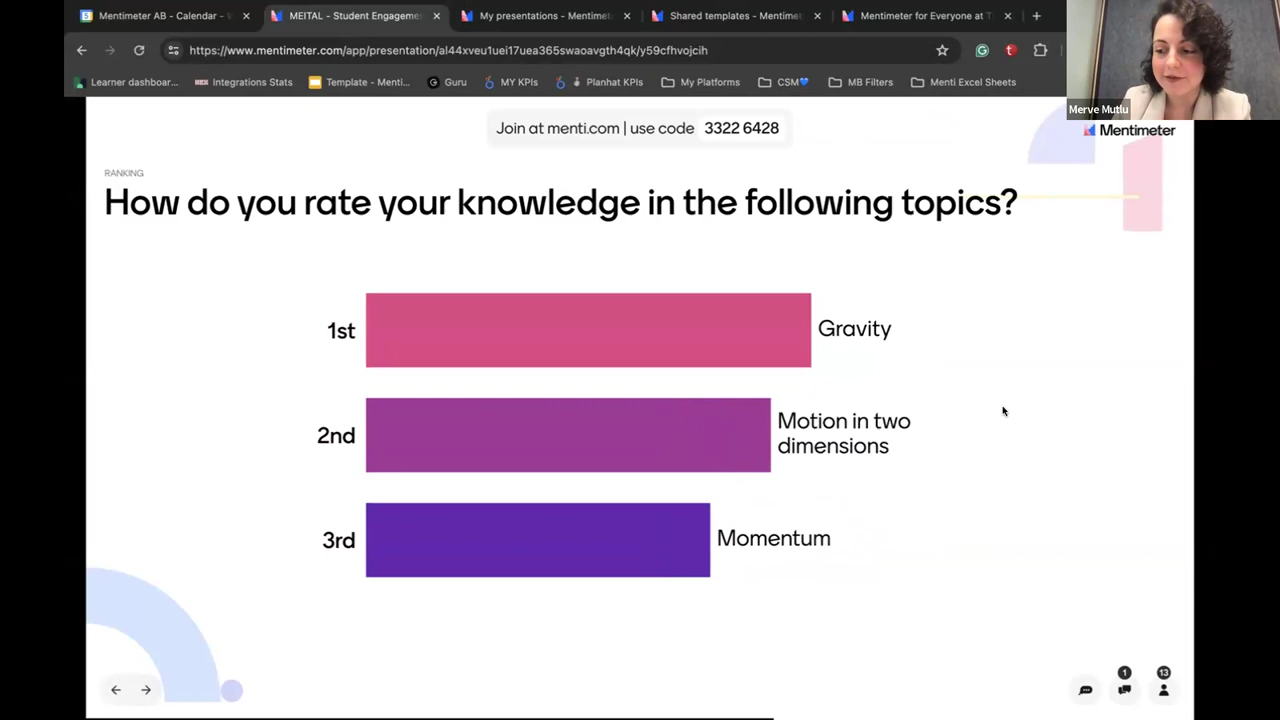 Mentimeter AB - Calendar -
MEITAL - Student Engageme
My presentations - Mentimet
Shared templates - Mentime
Mentimeter for Everyone at
https://www.mentimeter.com/app/presentation/al44xveu1uei17uea365swaoavgth4qk/y59cfhvojcih
Learner dashboar...
Integrations Stats
Template - Menti...
Guru
MY KPIs
Planhat KPIs
My Platforms
CSM💙
MB Filters
Menti Excel Sheets
Merve Mutlu
Join at menti.com | use code 3322 6428
Mentimeter
RANKING
How do you rate your knowledge in the following topics?
1st
Gravity
2nd
Motion in two
dimensions
3rd
Momentum
1
13